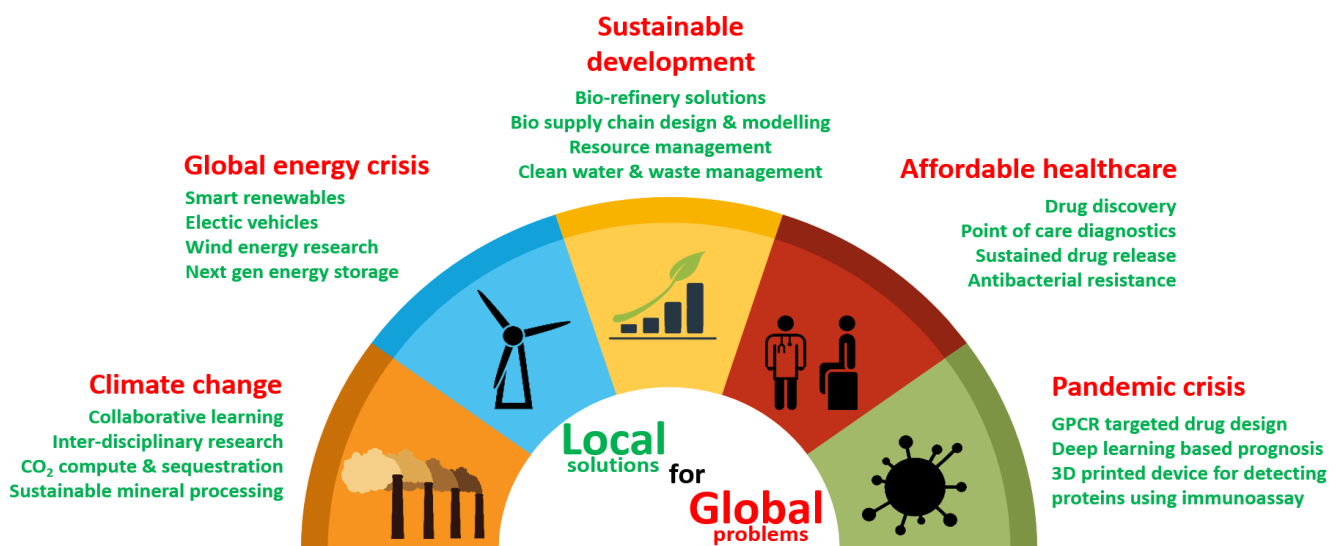 Sustainable
development
Bio-refinery solutions
Bio supply chain design & modelling
Resource management
Clean water & waste management
Global energy crisis
Smart renewables
Electic vehicles
Wind energy research
Next gen energy storage
Affordable healthcare
Drug discovery
Point of care diagnostics
Sustained drug release
Antibacterial resistance
Climate change
Collaborative learning
Inter-disciplinary research
CO₂ compute & sequestration
Sustainable mineral processing
Pandemic crisis
GPCR targeted drug design
Deep learning based prognosis
3D printed device for detecting
proteins using immunoassay
Local
solutions
for
Global
problems